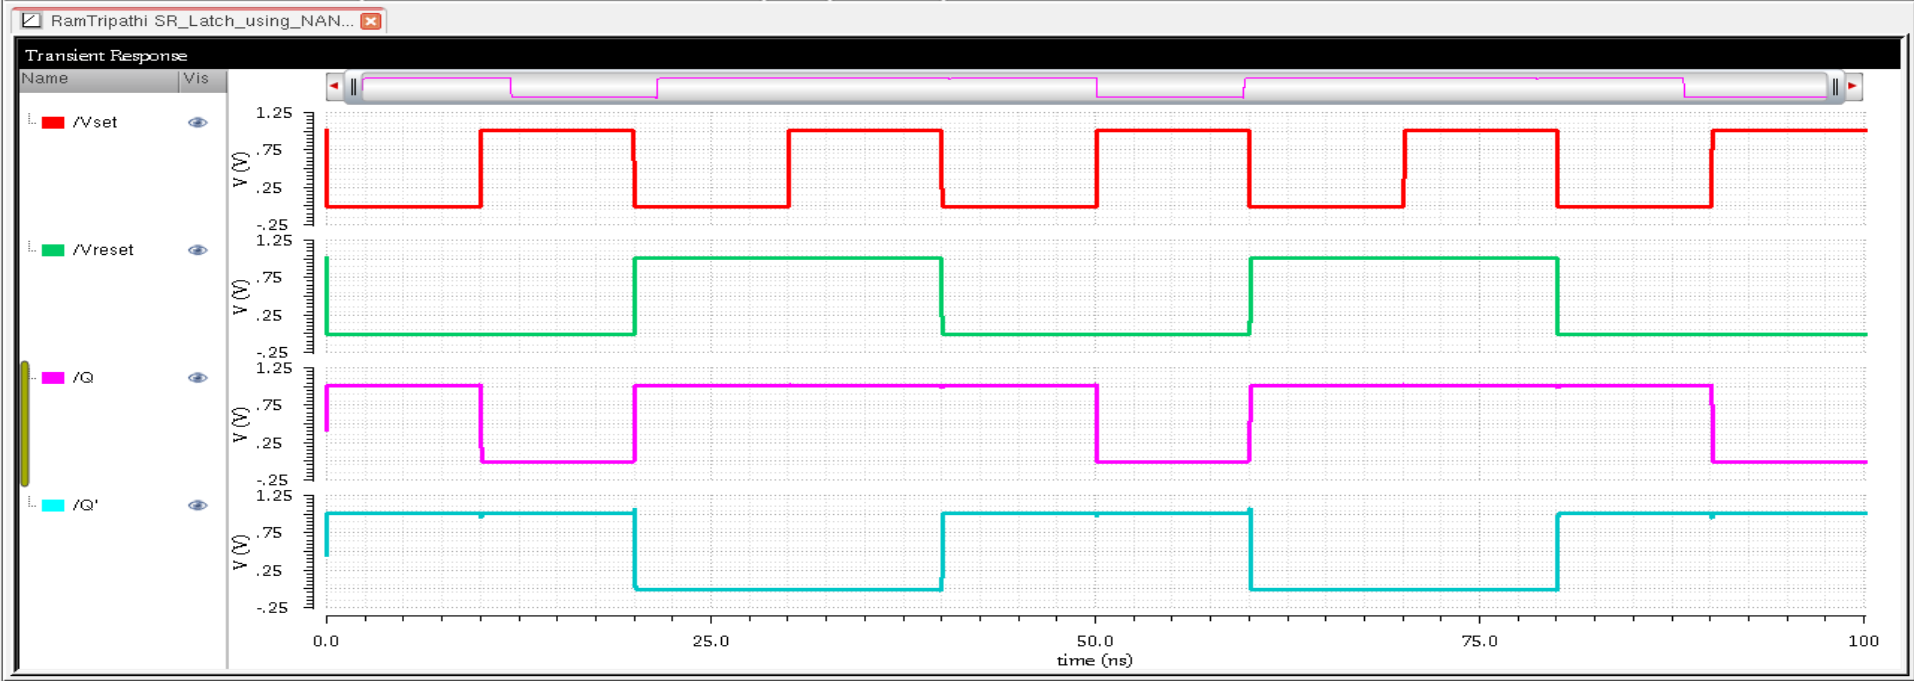 RamTripathi SR_Latch_using_NAN...
Transient Response
Name Vis
/Vset
1.25
.75
.25
-.25
V (V)
/Vreset
1.25
.75
.25
-.25
V (V)
/Q
1.25
.75
.25
-.25
V (V)
/Q'
1.25
.75
.25
-.25
V (V)
0.0 25.0 50.0 75.0 100
time (ns)